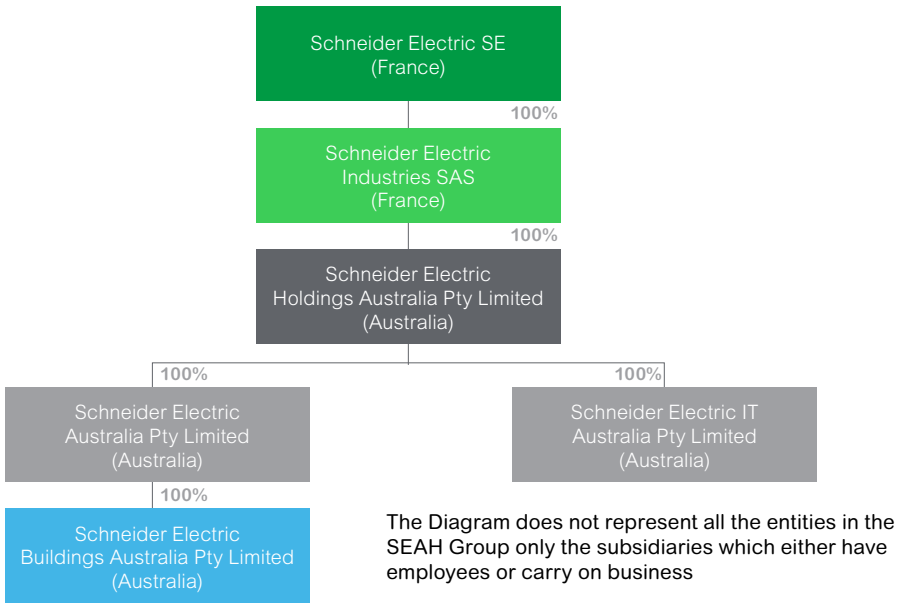 Schneider Electric SE
(France)
100%
Schneider Electric
Industries SAS
(France)
100%
Schneider Electric
Holdings Australia Pty Limited
(Australia)
100%
100%
Schneider Electric
Australia Pty Limited
(Australia)
Schneider Electric IT
Australia Pty Limited
(Australia)
100%
Schneider Electric
Buildings Australia Pty Limited
(Australia)
The Diagram does not represent all the entities in the
SEAH Group only the subsidiaries which either have
employees or carry on business